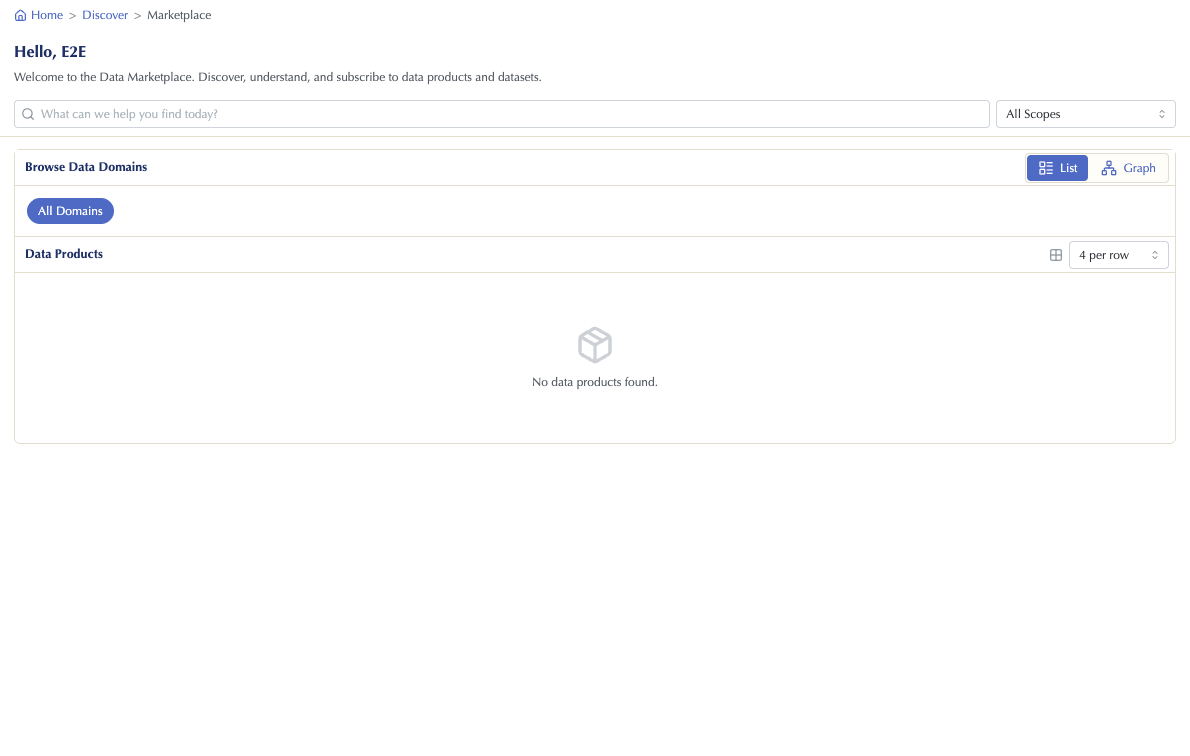 Home > Discover > Marketplace
Hello, E2E
Welcome to the Data Marketplace. Discover, understand, and subscribe to data products and datasets.
What can we help you find today?
All Scopes
Browse Data Domains
List
Graph
All Domains
Data Products
4 per row
No data products found.